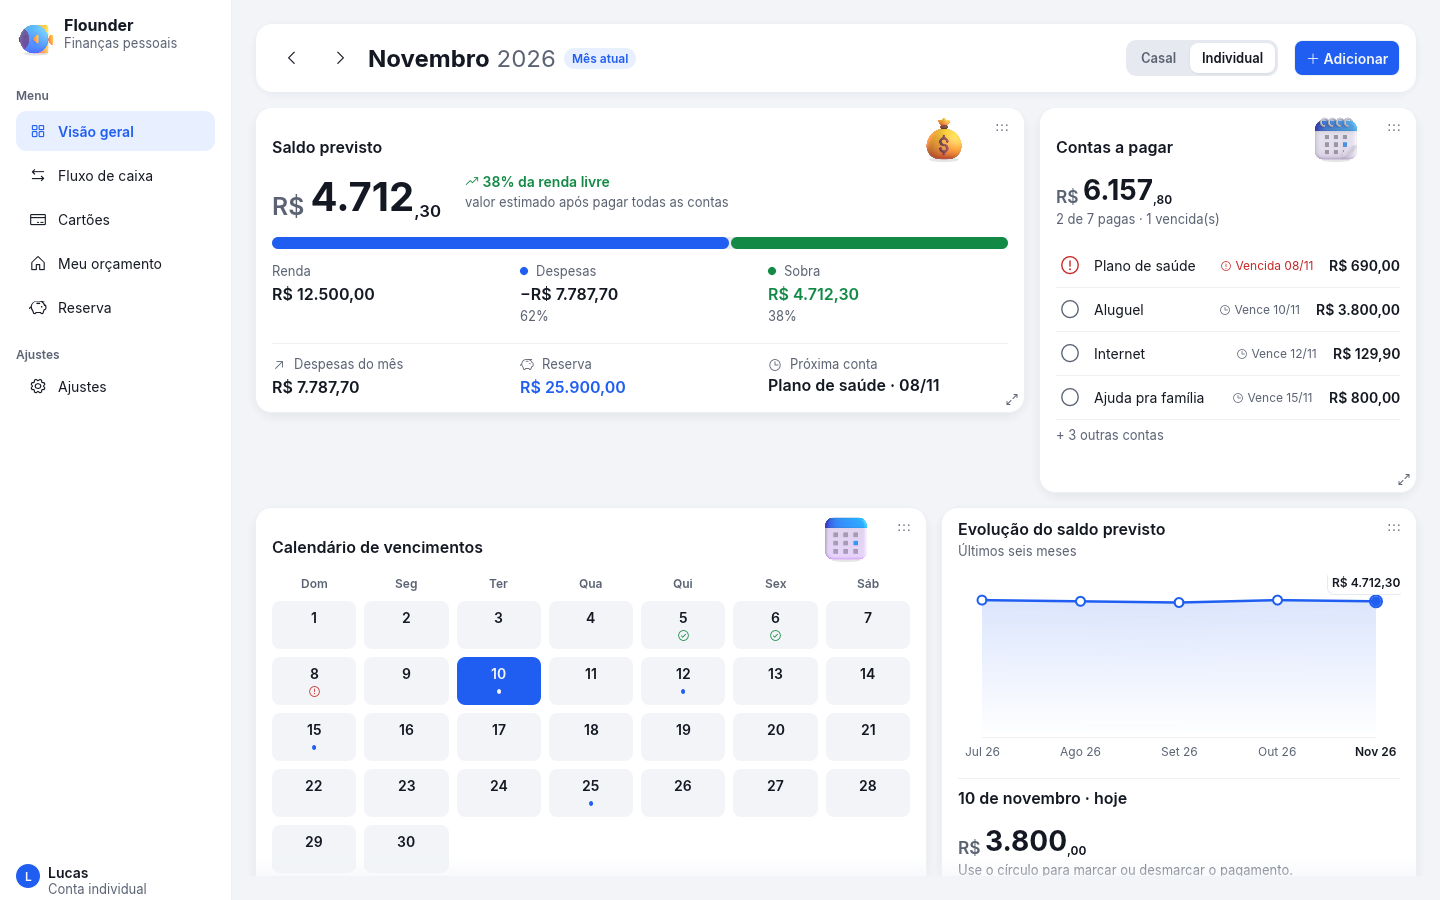 Flounder
Finanças pessoais
Menu
Visão geral
Fluxo de caixa
Cartões
Meu orçamento
Reserva
Ajustes
Ajustes
L
Lucas
Conta individual
Novembro 2026 Mês atual
Casal Individual
+ Adicionar
Saldo previsto
R$ 4.712,30
38% da renda livre
valor estimado após pagar todas as contas
Renda
R$ 12.500,00
Despesas
−R$ 7.787,70
62%
Sobra
R$ 4.712,30
38%
Despesas do mês
R$ 7.787,70
Reserva
R$ 25.900,00
Próxima conta
Plano de saúde · 08/11
Contas a pagar
R$ 6.157,80
2 de 7 pagas · 1 vencida(s)
Plano de saúde Vencida 08/11 R$ 690,00
Aluguel Vence 10/11 R$ 3.800,00
Internet Vence 12/11 R$ 129,90
Ajuda pra família Vence 15/11 R$ 800,00
+ 3 outras contas
Calendário de vencimentos
Dom Seg Ter Qua Qui Sex Sáb
1 2 3 4 5 6 7
8 9 10 11 12 13 14
15 16 17 18 19 20 21
22 23 24 25 26 27 28
29 30
Evolução do saldo previsto
Últimos seis meses
R$ 4.712,30
Jul 26 Ago 26 Set 26 Out 26 Nov 26
10 de novembro · hoje
R$ 3.800,00
Use o círculo para marcar ou desmarcar o pagamento.